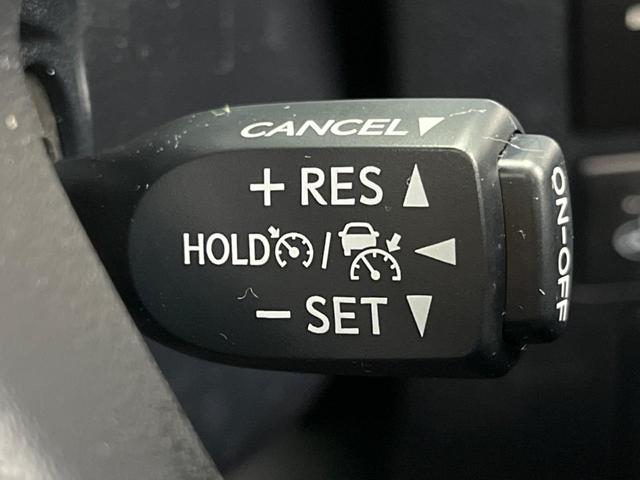 CANCEL▼
+ RES ▲
HOLD / ◀
− SET ▼
ON-OFF